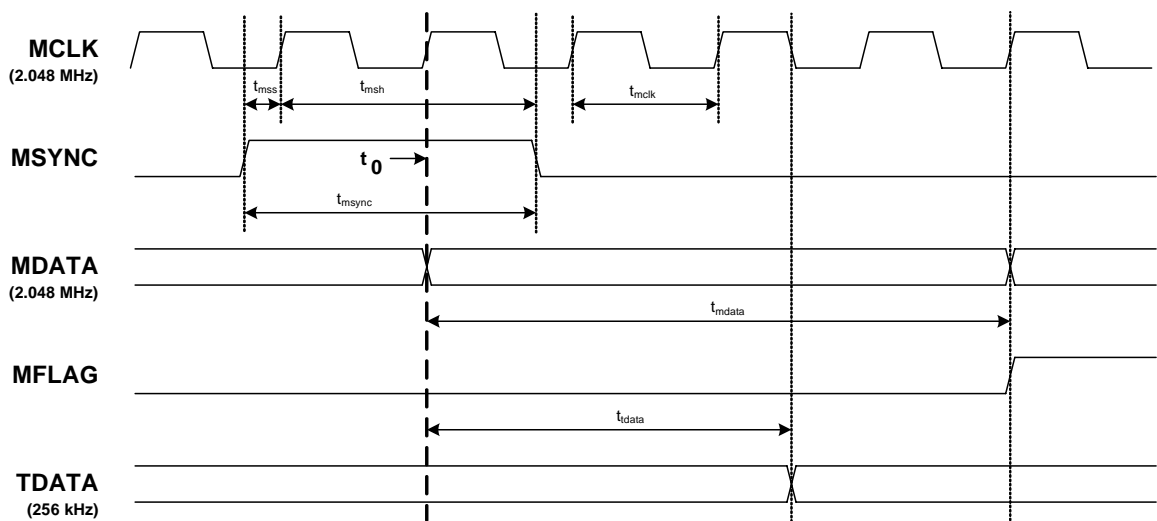 MCLK
(2.048 MHz)
tmss
tmsh
tmclk
MSYNC
t0
tmsync
MDATA
(2.048 MHz)
tmdata
MFLAG
ttdata
TDATA
(256 kHz)